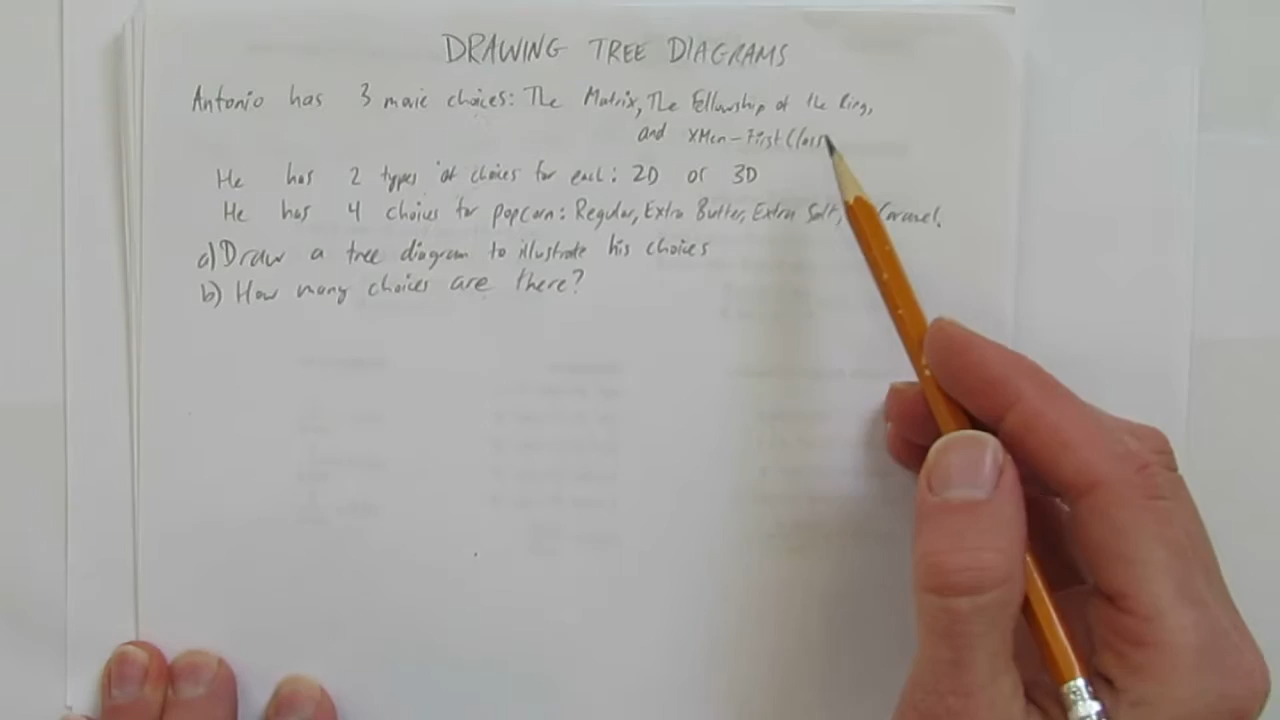 DRAWING TREE DIAGRAMS
Antonio has 3 movie choices: The Matrix, The Fellowship of the Ring,
and XMen-First Class
He has 2 types of choices for each: 2D or 3D
He has 4 choices for popcorn: Regular, Extra Butter, Extra Salt, Caramel.
a) Draw a tree diagram to illustrate his choices
b) How many choices are there?